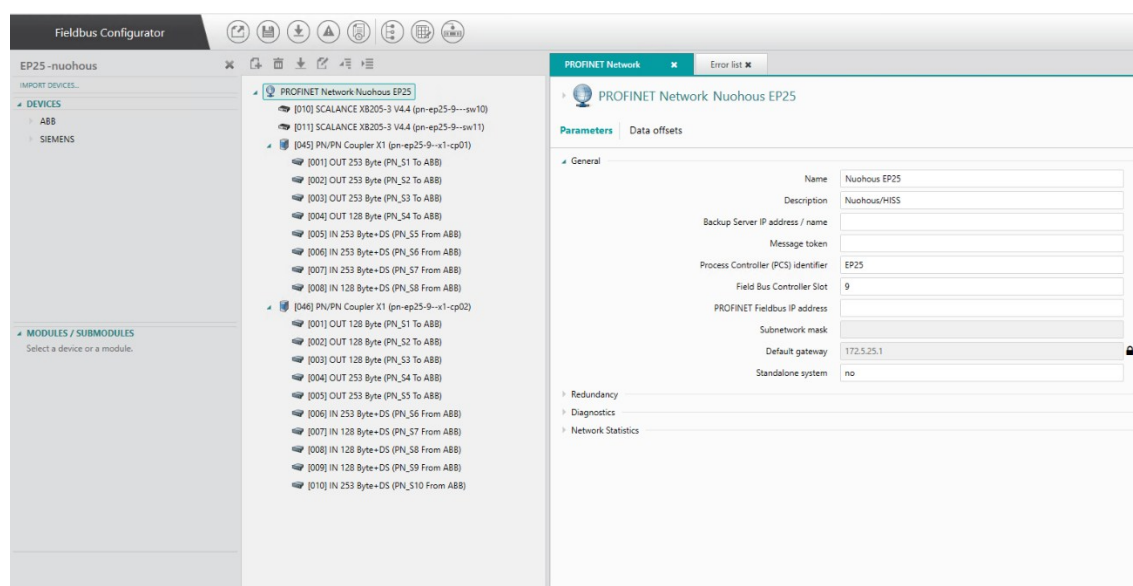 Fieldbus Configurator
EP25 -nuohous
IMPORT DEVICES...
DEVICES
ABB
SIEMENS
MODULES / SUBMODULES
Select a device or a module.
PROFINET Network Nuohous EP25
[010] SCALANCE XB205-3 V4.4 (pn-ep25-9---sw10)
[011] SCALANCE XB205-3 V4.4 (pn-ep25-9--sw11)
[045] PN/PN Coupler X1 (pn-ep25-9--x1-cp01)
[001] OUT 253 Byte (PN_S1 To ABB)
[002] OUT 253 Byte (PN_S2 To ABB)
[003] OUT 253 Byte (PN_S3 To ABB)
[004] OUT 128 Byte (PN_S4 To ABB)
[005] IN 253 Byte+DS (PN_S5 From ABB)
[006] IN 253 Byte+DS (PN_S6 From ABB)
[007] IN 253 Byte+DS (PN_S7 From ABB)
[008] IN 128 Byte+DS (PN_S8 From ABB)
[046] PN/PN Coupler X1 (pn-ep25-9--x1-cp02)
[001] OUT 128 Byte (PN_S1 To ABB)
[002] OUT 128 Byte (PN_S2 To ABB)
[003] OUT 128 Byte (PN_S3 To ABB)
[004] OUT 253 Byte (PN_S4 To ABB)
[005] OUT 253 Byte (PN_S5 To ABB)
[006] IN 253 Byte+DS (PN_S6 From ABB)
[007] IN 128 Byte+DS (PN_S7 From ABB)
[008] IN 128 Byte+DS (PN_S8 From ABB)
[009] IN 128 Byte+DS (PN_S9 From ABB)
[010] IN 253 Byte+DS (PN_S10 From ABB)
PROFINET Network Error list
PROFINET Network Nuohous EP25
Parameters Data offsets
General
Name Nuohous EP25
Description Nuohous/HISS
Backup Server IP address / name
Message token
Process Controller (PCS) identifier EP25
Field Bus Controller Slot 9
PROFINET Fieldbus IP address
Subnetwork mask
Default gateway 172.5.25.1
Standalone system no
Redundancy
Diagnostics
Network Statistics